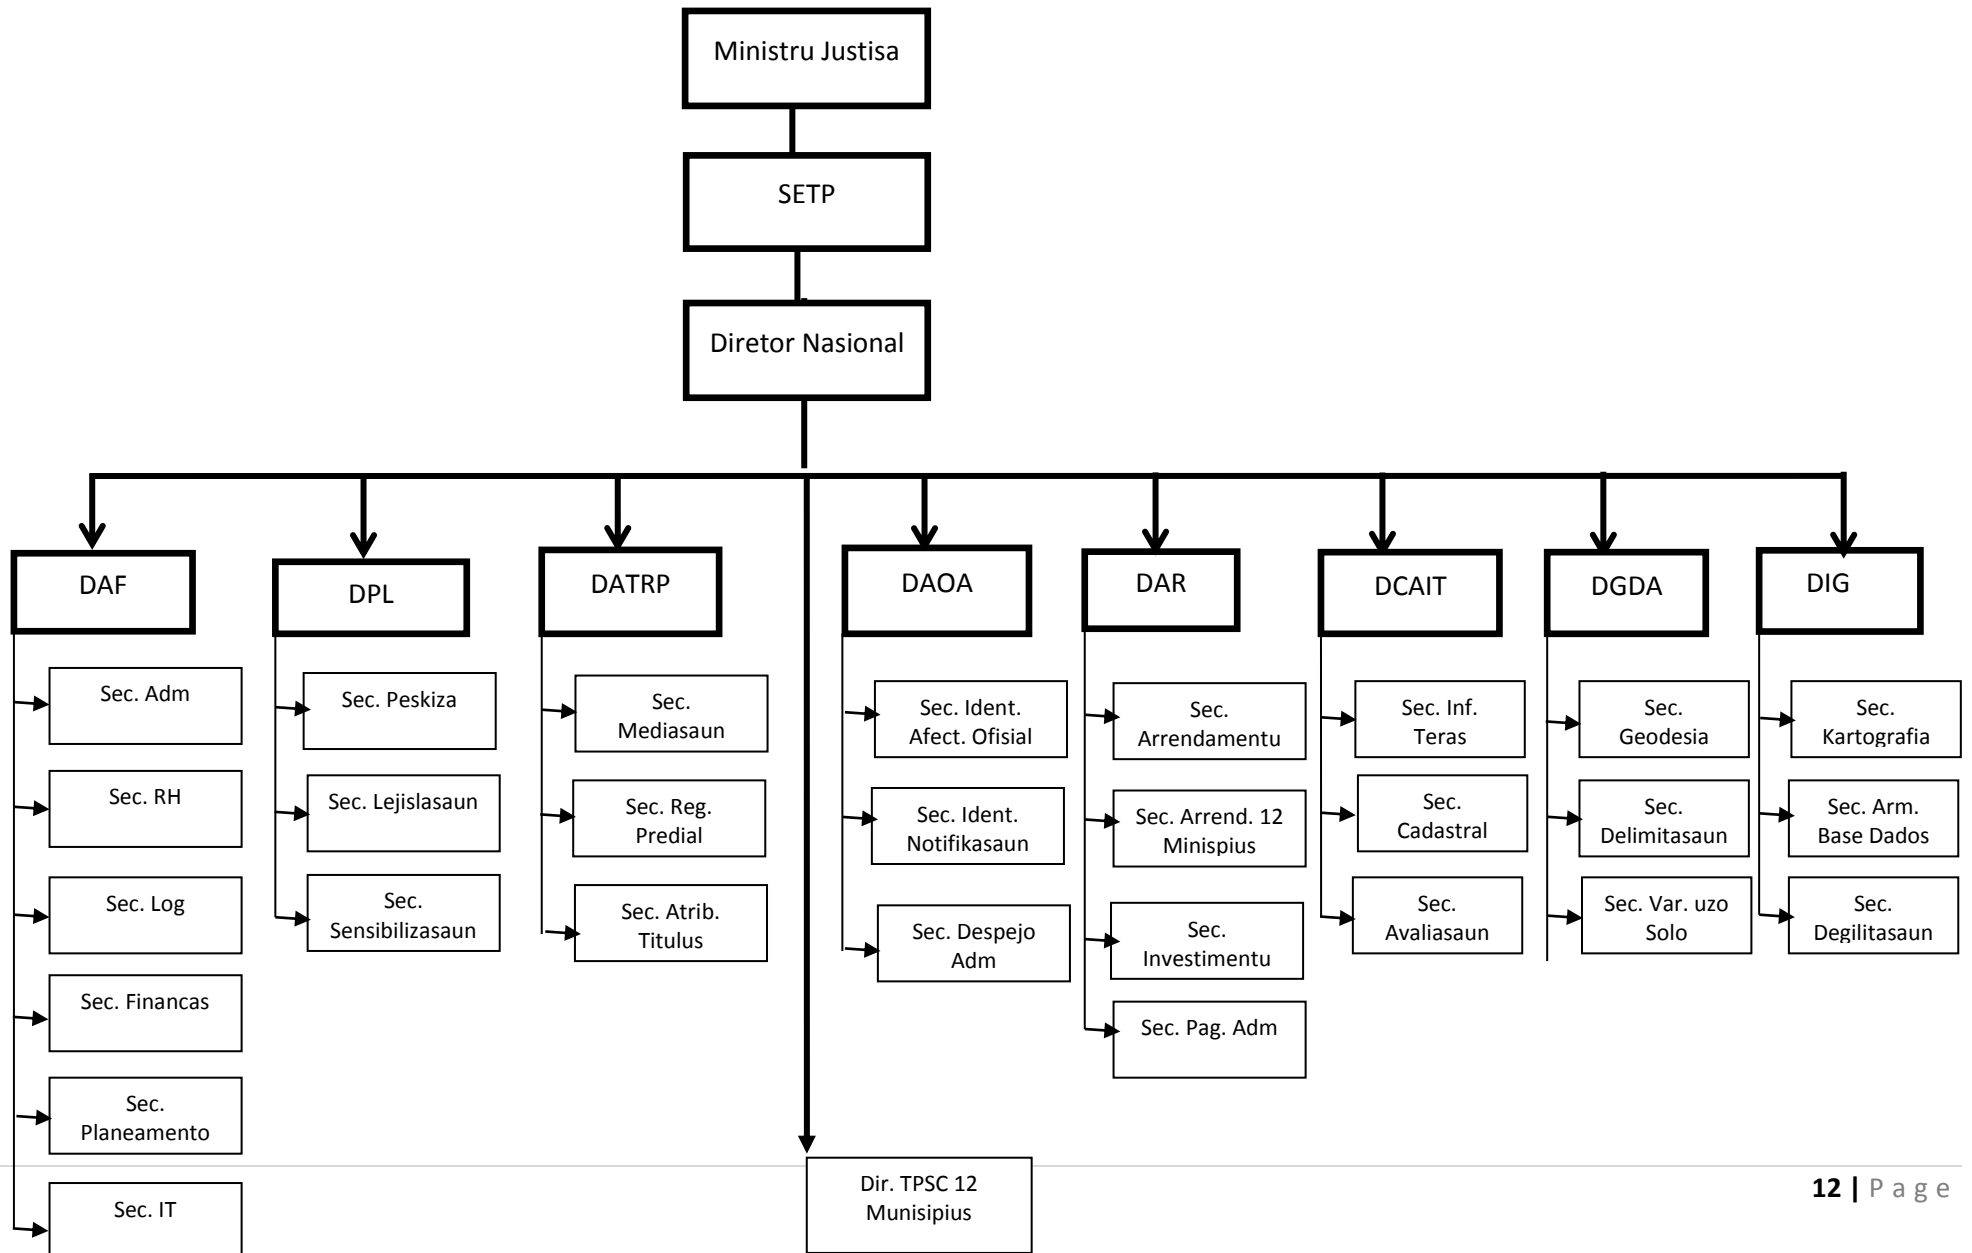 Ministru Justisa
SETP
Diretor Nasional
DAF
DPL
DATRP
DAOA
DAR
DCAIT
DGDA
DIG
Sec. Adm
Sec. RH
Sec. Log
Sec. Financas
Sec.
Planeamento
Sec. IT
Sec. Peskiza
Sec. Lejislasaun
Sec.
Sensibilizasaun
Sec.
Mediasaun
Sec. Reg.
Predial
Sec. Atrib.
Titulus
Sec. Ident.
Afect. Ofisial
Sec. Ident.
Notifikasaun
Sec. Despejo
Adm
Sec.
Arrendamentu
Sec. Arrend. 12
Minispius
Sec.
Investimentu
Sec. Pag. Adm
Sec. Inf.
Teras
Sec.
Cadastral
Sec.
Avaliasaun
Sec.
Geodesia
Sec.
Delimitasaun
Sec. Var. uzo
Solo
Sec.
Kartografia
Sec. Arm.
Base Dados
Sec.
Degilitasaun
Dir. TPSC 12
Munisipius
12 | Page